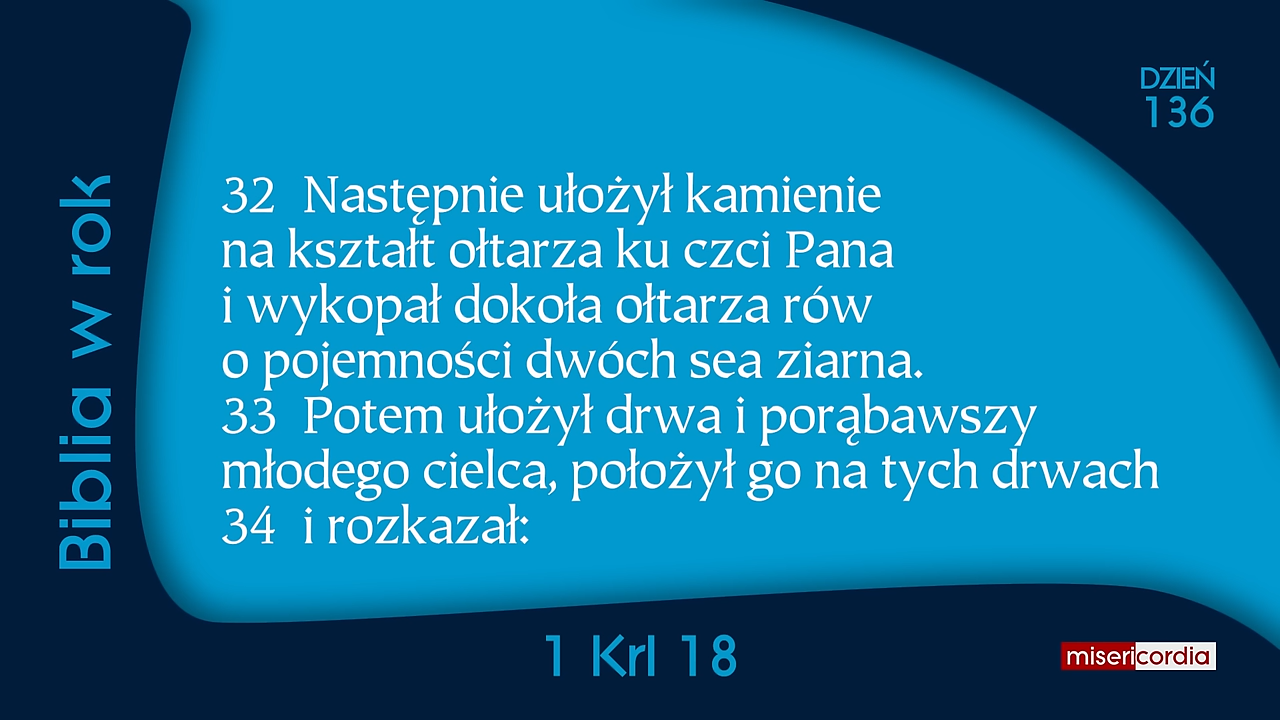 DZIEŃ
136
Biblia w rok
32 Następnie ułożył kamienie
na kształt ołtarza ku czci Pana
i wykopał dokoła ołtarza rów
o pojemności dwóch sea ziarna.
33 Potem ułożył drwa i porąbawszy
młodego cielca, położył go na tych drwach
34 i rozkazał:
1 Krl 18
misericordia